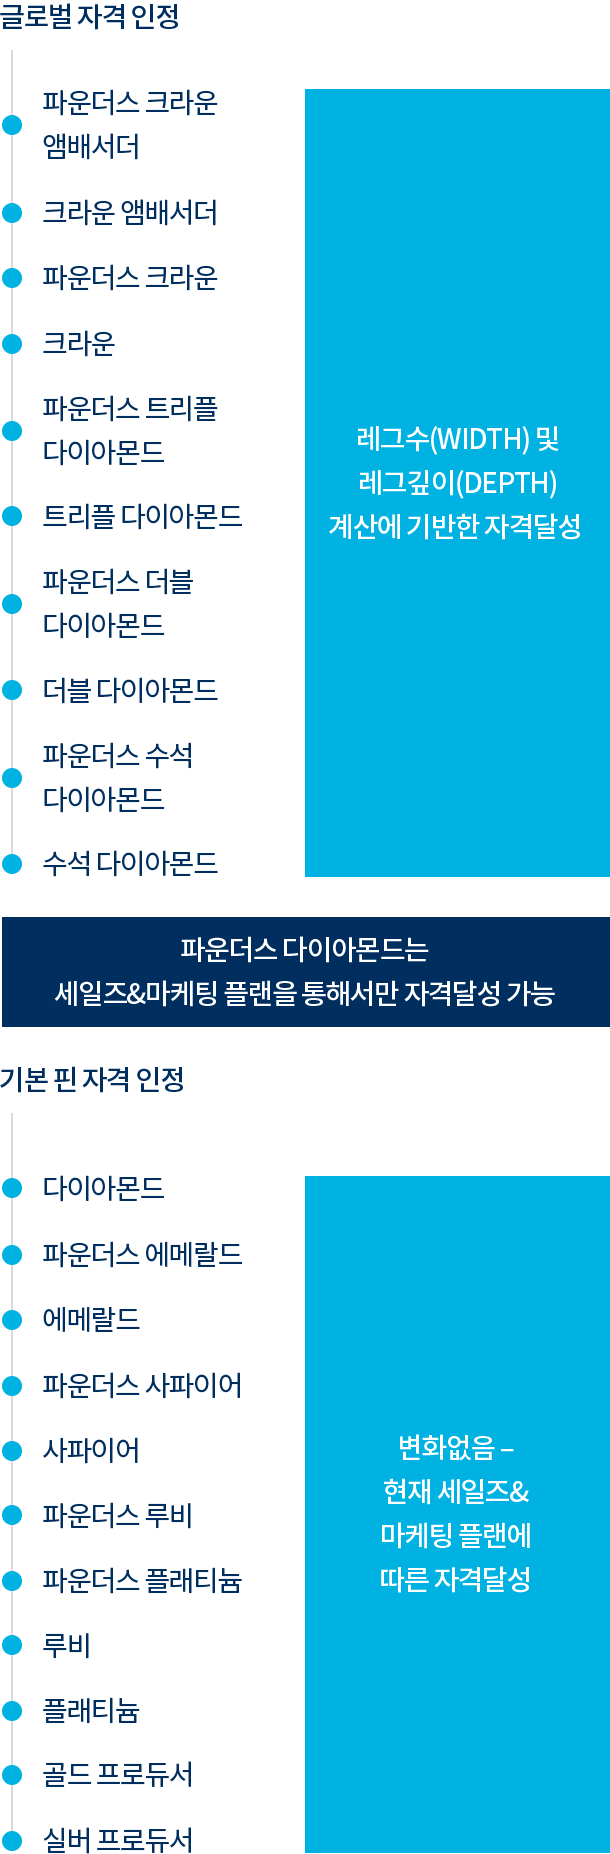 글로벌 자격 인정
파운더스 크라운
앰배서더
크라운 앰배서더
파운더스 크라운
크라운
파운더스 트리플
다이아몬드
트리플 다이아몬드
파운더스 더블
다이아몬드
더블 다이아몬드
파운더스 수석
다이아몬드
수석 다이아몬드
레그수(WIDTH) 및
레그깊이(DEPTH)
계산에 기반한 자격달성
파운더스 다이아몬드는
세일즈&마케팅 플랜을 통해서만 자격달성 가능
기본 핀 자격 인정
다이아몬드
파운더스 에메랄드
에메랄드
파운더스 사파이어
사파이어
파운더스 루비
파운더스 플래티늄
루비
플래티늄
골드 프로듀서
실버 프로듀서
변화없음 –
현재 세일즈&
마케팅 플랜에
따른 자격달성